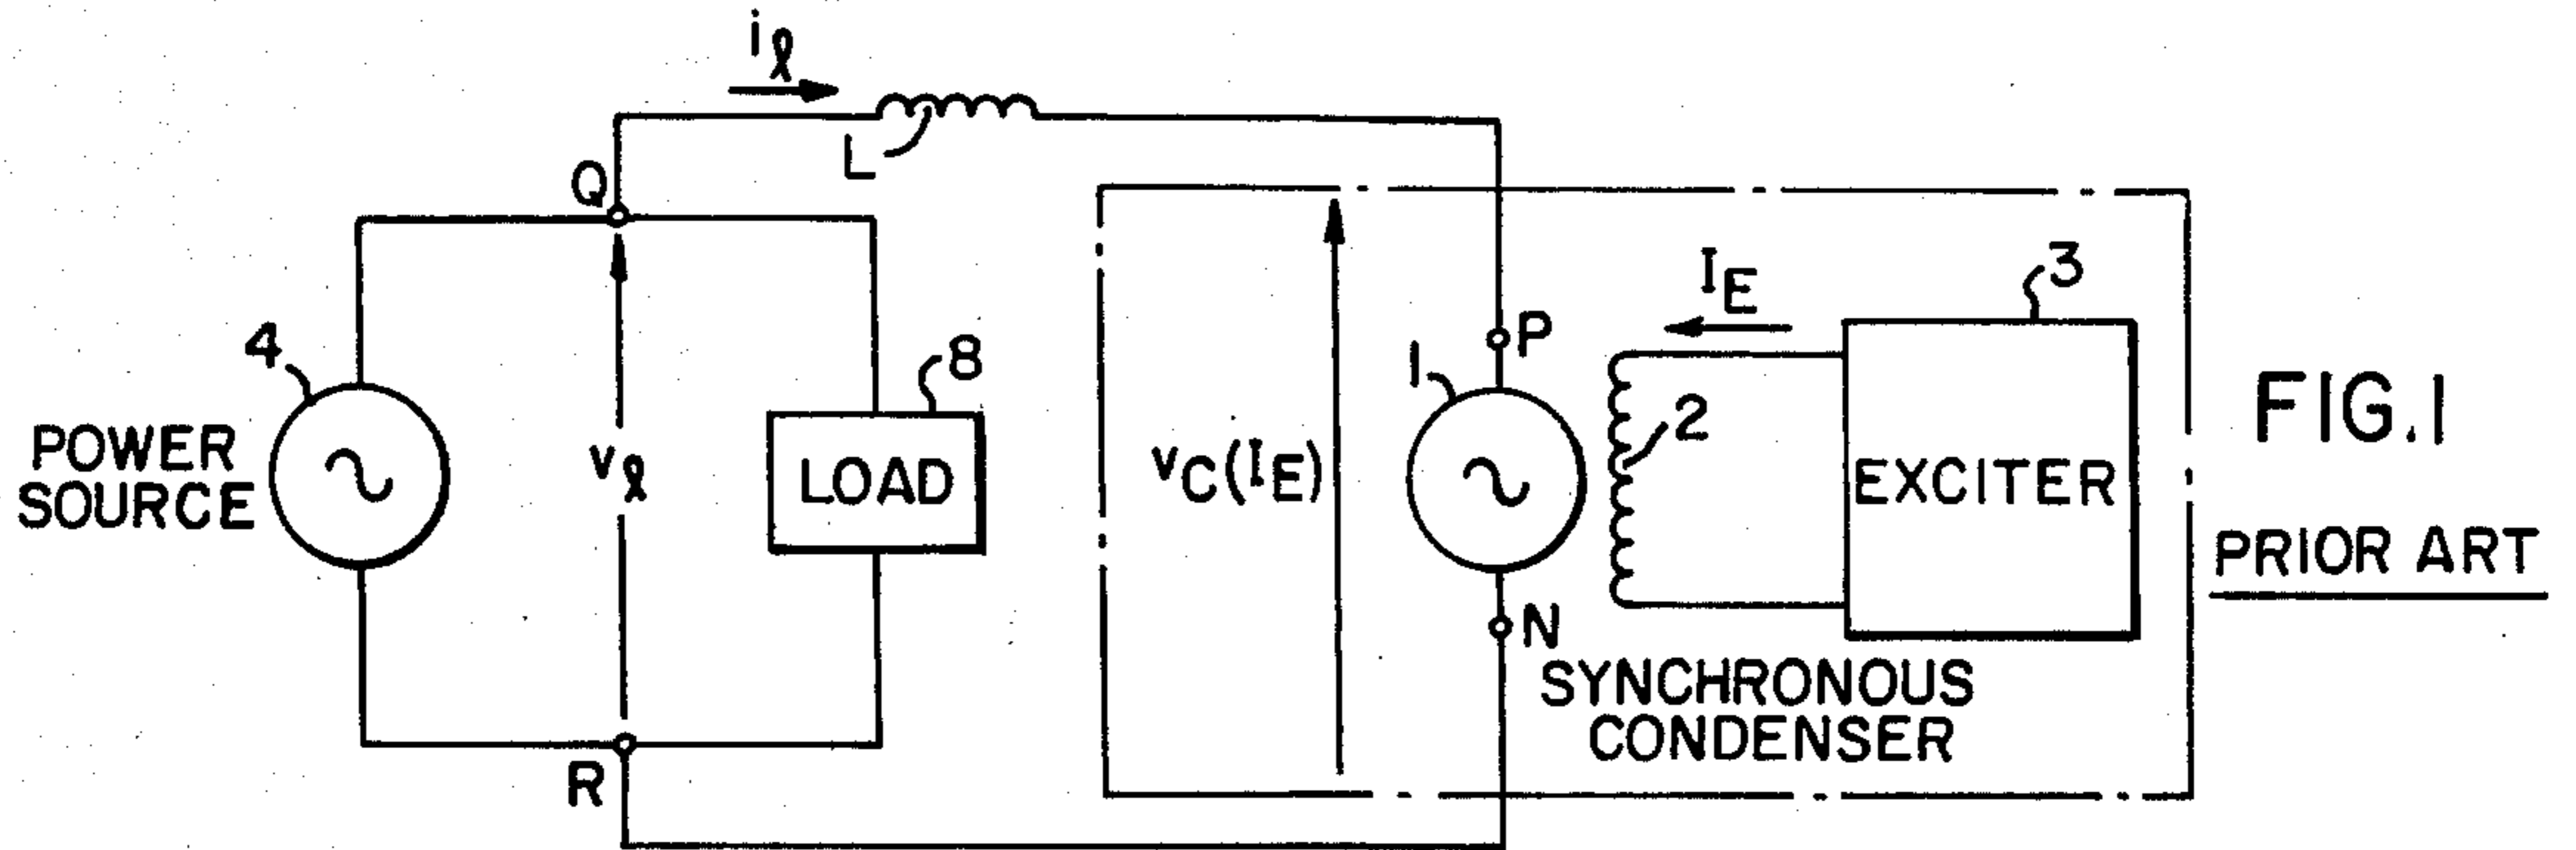 iℓ
L
Q
3
IE
P
4
8
1
FIG.1
POWER
SOURCE
vℓ
LOAD
vC(IE)
2
EXCITER
PRIOR ART
N
SYNCHRONOUS
CONDENSER
R